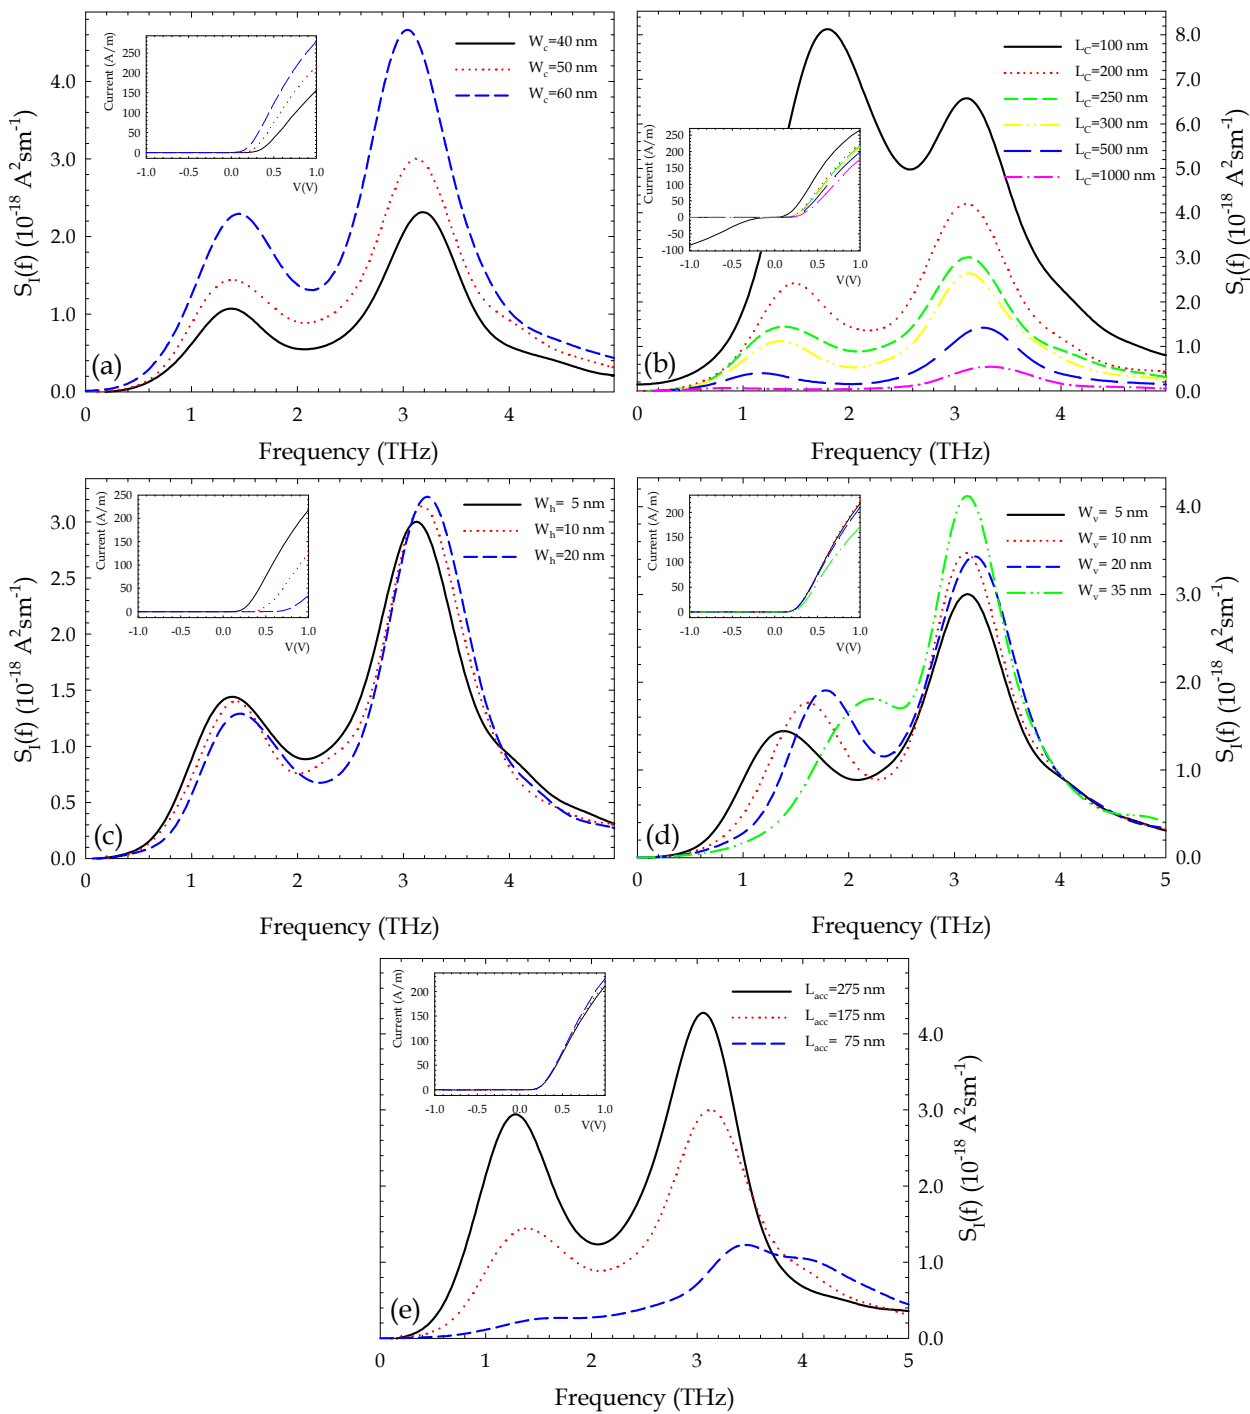 W_c=40 nm
W_c=50 nm
W_c=60 nm
Current (A/m)
250
200
150
100
50
0
-1.0 -0.5 0.0 0.5 1.0
V(V)
S_I(f) (10^-18 A^2sm^-1)
4.0
3.0
2.0
1.0
0.0
(a)
0 1 2 3 4
Frequency (THz)
L_C=100 nm
L_C=200 nm
L_C=250 nm
L_C=300 nm
L_C=500 nm
L_C=1000 nm
Current (A/m)
250
200
150
100
50
0
-50
-100
-1.0 -0.5 0.0 0.5 1.0
V(V)
8.0
7.0
6.0
5.0
4.0
3.0
2.0
1.0
0.0
S_I(f) (10^-18 A^2sm^-1)
(b)
0 1 2 3 4
Frequency (THz)
W_h= 5 nm
W_h=10 nm
W_h=20 nm
Current (A/m)
250
200
150
100
50
0
-1.0 -0.5 0.0 0.5 1.0
V(V)
S_I(f) (10^-18 A^2sm^-1)
3.0
2.5
2.0
1.5
1.0
0.5
0.0
(c)
0 1 2 3 4
Frequency (THz)
W_v= 5 nm
W_v= 10 nm
W_v= 20 nm
W_v= 35 nm
Current (A/m)
200
150
100
50
0
-1.0 -0.5 0.0 0.5 1.0
V(V)
4.0
3.0
2.0
1.0
0.0
S_I(f) (10^-18 A^2sm^-1)
(d)
0 1 2 3 4 5
Frequency (THz)
L_acc=275 nm
L_acc=175 nm
L_acc= 75 nm
Current (A/m)
200
150
100
50
0
-1.0 -0.5 0.0 0.5 1.0
V(V)
4.0
3.0
2.0
1.0
0.0
S_I(f) (10^-18 A^2sm^-1)
(e)
0 1 2 3 4 5
Frequency (THz)